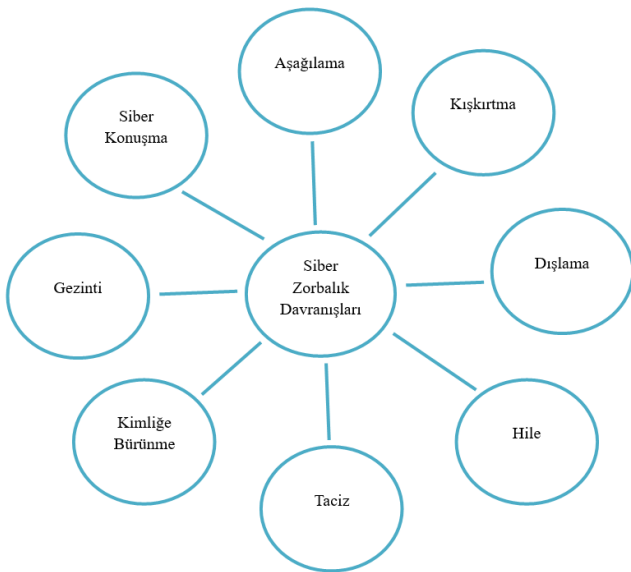 Aşağılama
Kışkırtma
Siber
Konuşma
Dışlama
Siber
Zorbalık
Davranışları
Gezinti
Kimliğe
Bürünme
Hile
Taciz